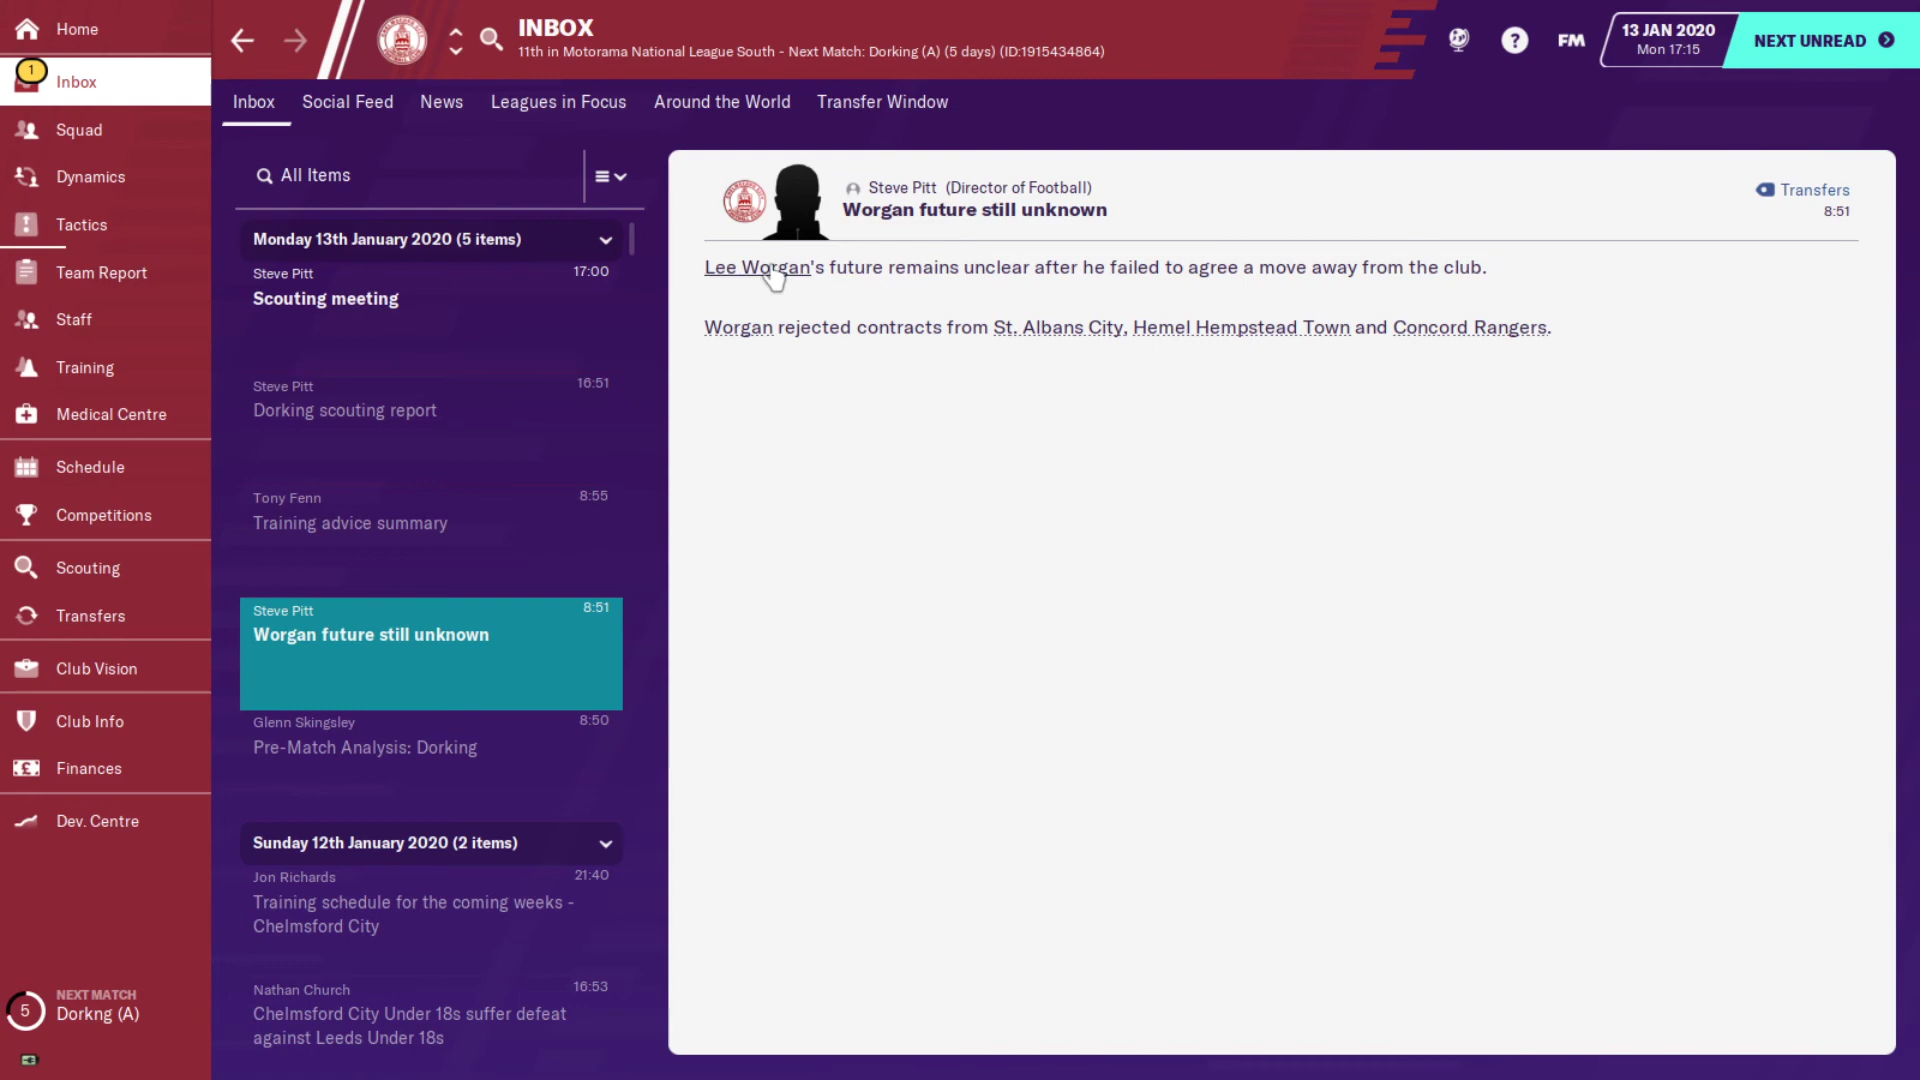 Home
1
Inbox
Squad
Dynamics
Tactics
Team Report
Staff
Training
Medical Centre
Schedule
Competitions
Scouting
Transfers
Club Vision
Club Info
Finances
Dev. Centre
5
NEXT MATCH
Dorkng (A)
INBOX
11th in Motorama National League South - Next Match: Dorking (A) (5 days) (ID:1915434864)
?
FM
13 JAN 2020
Mon 17:15
NEXT UNREAD
Inbox
Social Feed
News
Leagues in Focus
Around the World
Transfer Window
All Items
Monday 13th January 2020 (5 items)
Steve Pitt 17:00
Scouting meeting
Steve Pitt 16:51
Dorking scouting report
Tony Fenn 8:55
Training advice summary
Steve Pitt 8:51
Worgan future still unknown
Glenn Skingsley 8:50
Pre-Match Analysis: Dorking
Sunday 12th January 2020 (2 items)
Jon Richards 21:40
Training schedule for the coming weeks -
Chelmsford City
Nathan Church 16:53
Chelmsford City Under 18s suffer defeat
against Leeds Under 18s
Steve Pitt (Director of Football)
Worgan future still unknown
Transfers
8:51
Lee Worgan's future remains unclear after he failed to agree a move away from the club.
Worgan rejected contracts from St. Albans City, Hemel Hempstead Town and Concord Rangers.